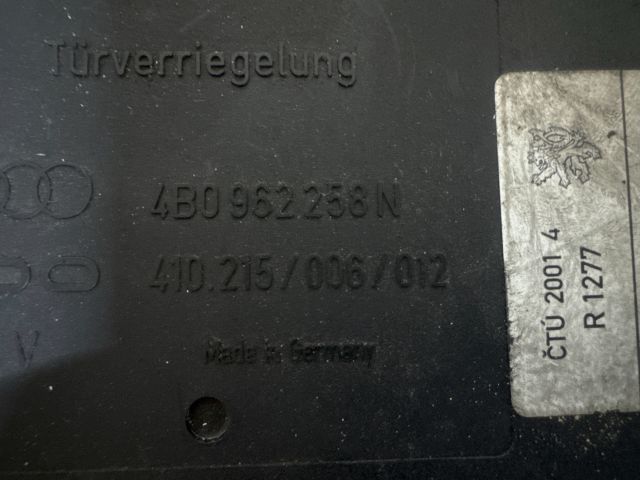 Türverriegelung
4B0 962 258 N
410.215/006/012
V
Made in Germany
ČTÚ 2001 4
R 1277